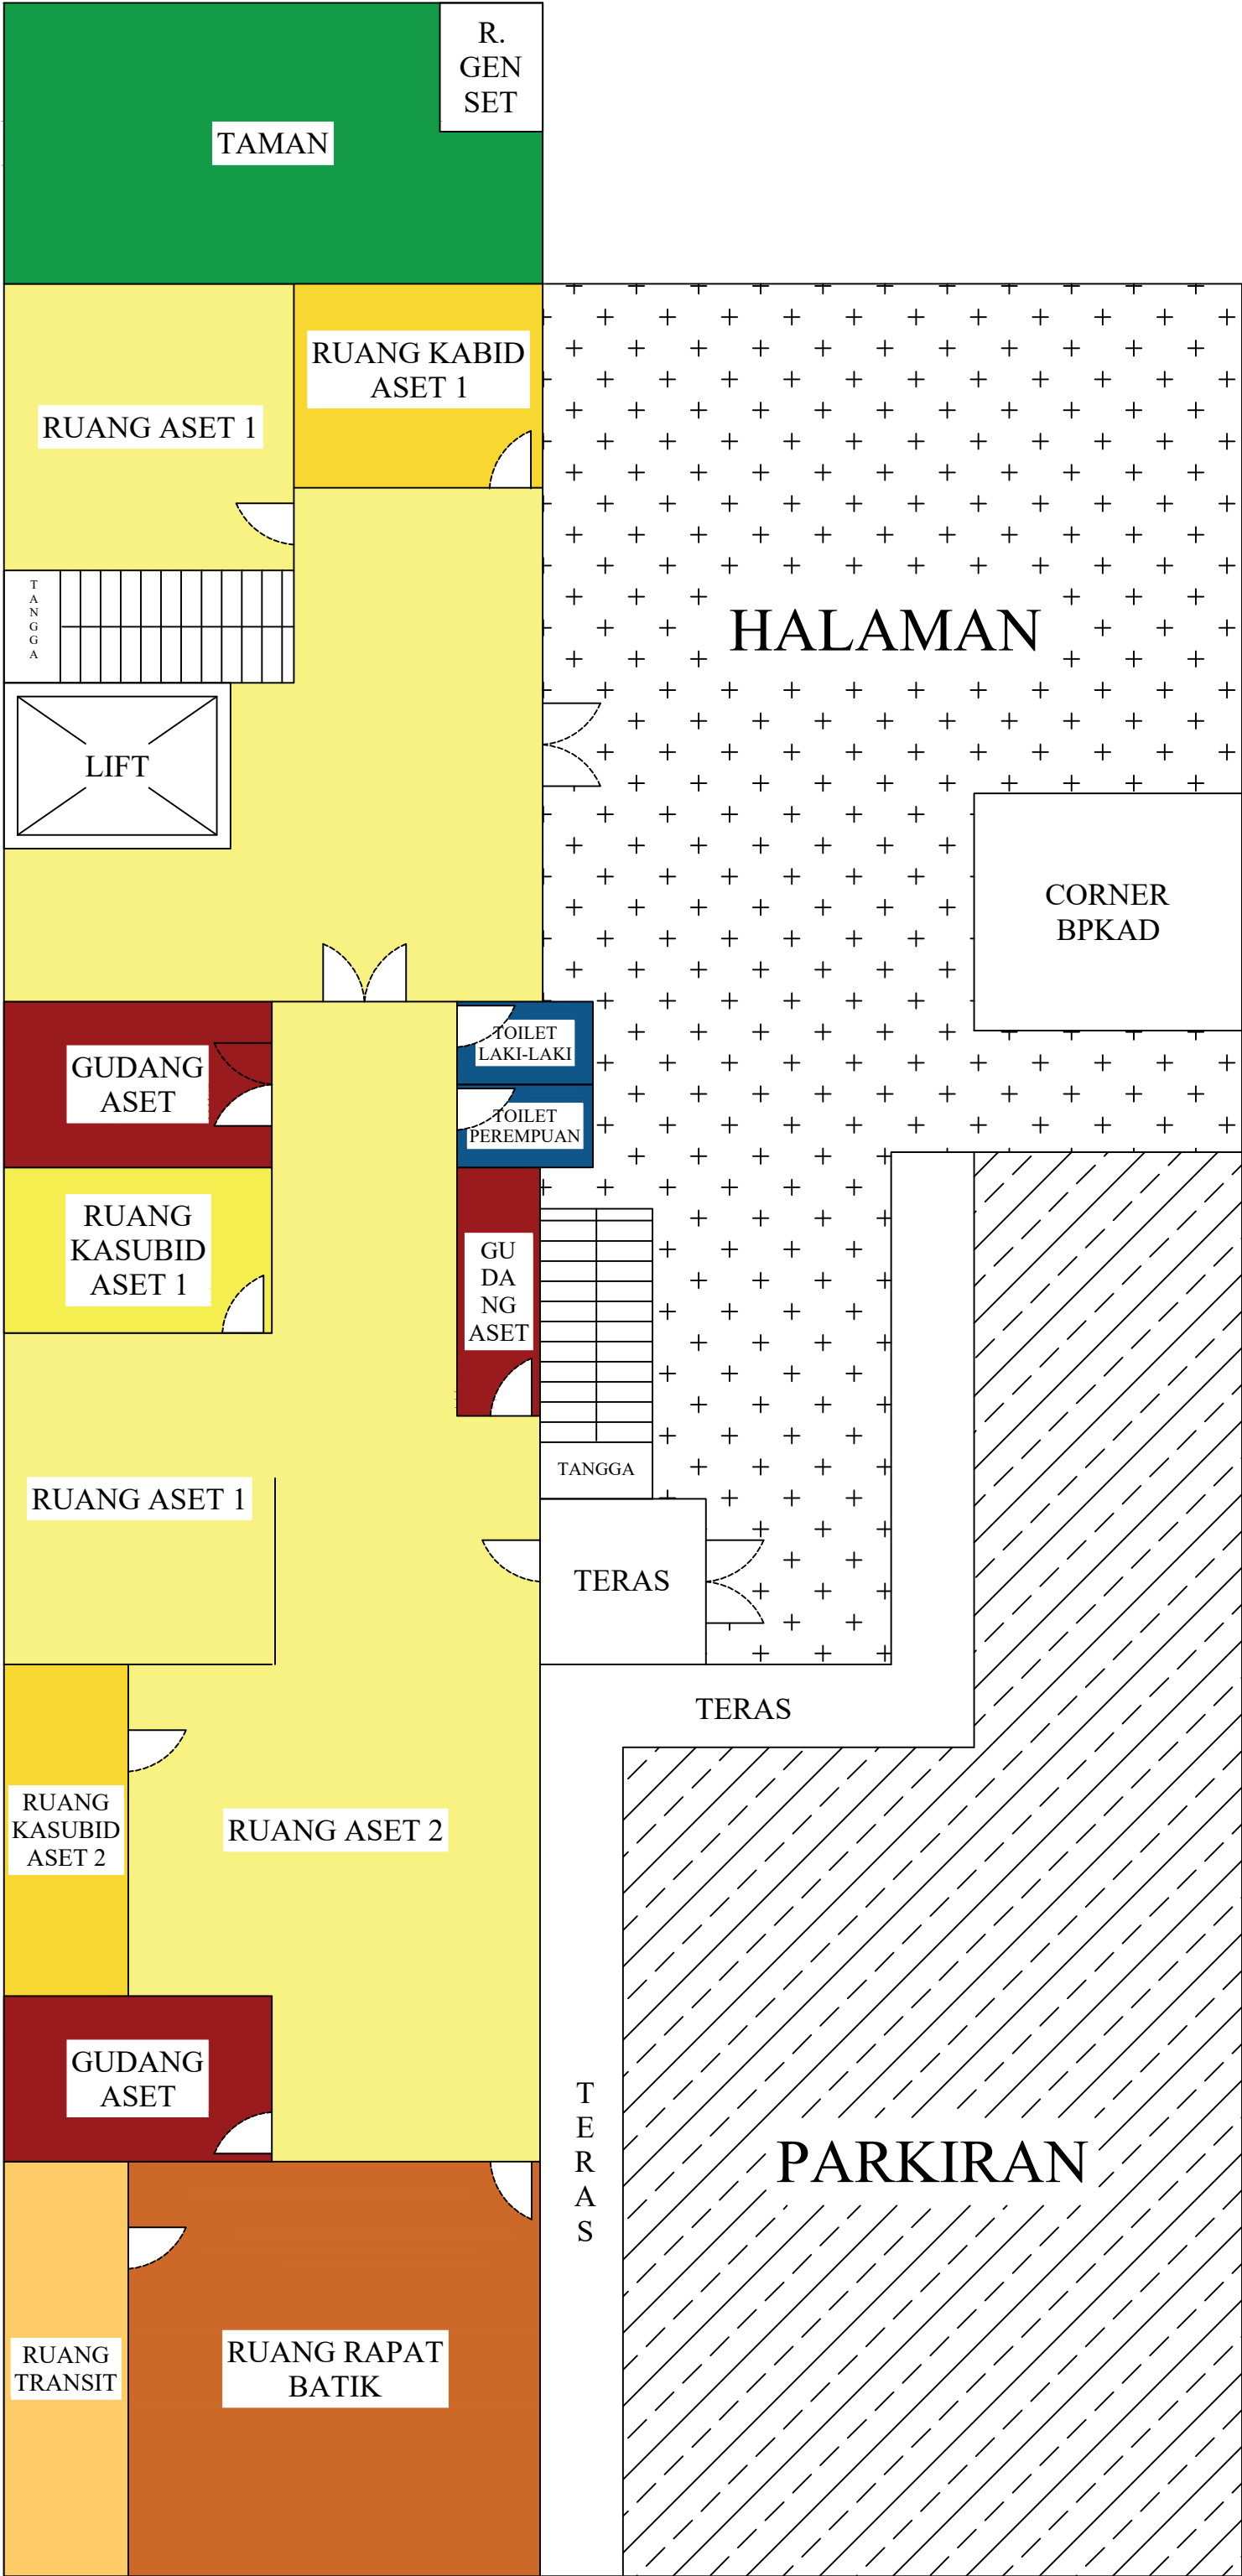 R.
GEN
SET
TAMAN
RUANG KABID
ASET 1
RUANG ASET 1
T
A
N
G
G
A
HALAMAN
LIFT
CORNER
BPKAD
TOILET
LAKI-LAKI
GUDANG
ASET
TOILET
PEREMPUAN
RUANG
KASUBID
ASET 1
GU
DA
NG
ASET
TANGGA
RUANG ASET 1
TERAS
TERAS
RUANG
KASUBID
ASET 2
RUANG ASET 2
GUDANG
ASET
T
E
R
A
S
PARKIRAN
RUANG
TRANSIT
RUANG RAPAT
BATIK